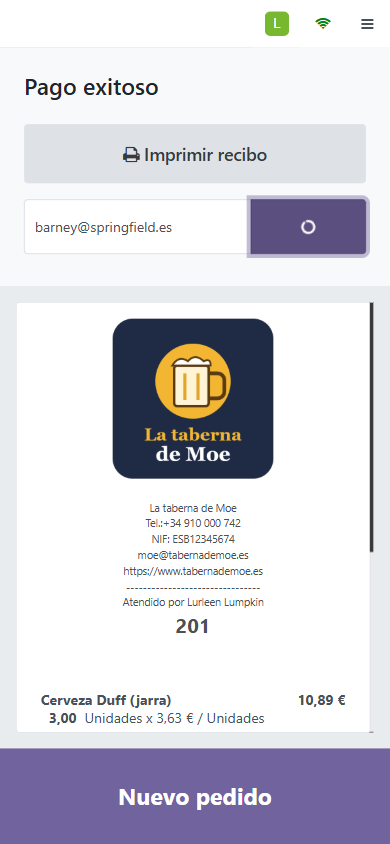 L
Pago exitoso
Imprimir recibo
barney@springfield.es
La taberna
de Moe
La taberna de Moe
Tel.:+34 910 000 742
NIF: ESB12345674
moe@tabernademoe.es
https://www.tabernademoe.es
--------------------------------
Atendido por Lurleen Lumpkin
201
Cerveza Duff (jarra) 10,89 €
3,00 Unidades x 3,63 € / Unidades
Nuevo pedido